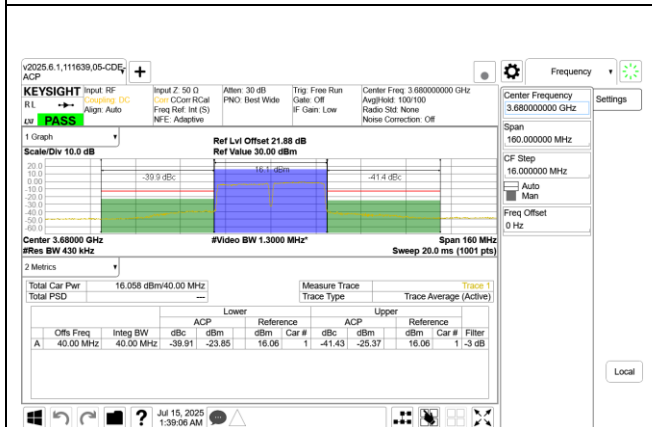 v2025.6.1,111639,05-CDE-
ACP
Frequency
KEYSIGHT Input: RF Input Z: 50 Ω Atten: 30 dB Trig: Free Run Center Freq: 3.680000000 GHz
RL Coupling: DC Corr CCorr RCal PNO: Best Wide Gate: Off Avg|Hold: 100/100
Align: Auto Freq Ref: Int (S) IF Gain: Low Radio Std: None
LXI PASS NFE: Adaptive Noise Correction: Off
Center Frequency
3.680000000 GHz
Settings
Span
160.000000 MHz
CF Step
16.000000 MHz
Auto
Man
Freq Offset
0 Hz
1 Graph
Ref Lvl Offset 21.88 dB
Scale/Div 10.0 dB Ref Value 30.00 dBm
20.0
10.0
0.00
-10.0
-20.0
-30.0
-40.0
-50.0
-60.0
-39.9 dBc 16.1 dBm -41.4 dBc
Center 3.68000 GHz #Video BW 1.3000 MHz* Span 160 MHz
#Res BW 430 kHz Sweep 20.0 ms (1001 pts)
2 Metrics
Total Car Pwr 16.058 dBm/40.00 MHz Measure Trace Trace 1
Total PSD --- Trace Type Trace Average (Active)
Lower Upper
ACP Reference ACP Reference
Offs Freq Integ BW dBc dBm dBm Car # dBc dBm dBm Car # Filter
A 40.00 MHz 40.00 MHz -39.91 -23.85 16.06 1 -41.43 -25.37 16.06 1 -3 dB
Local
Jul 15, 2025
1:39:06 AM